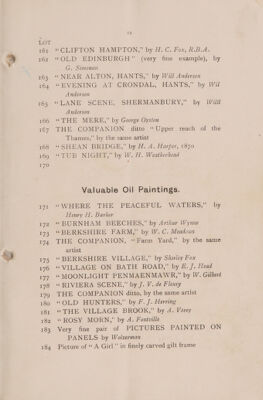 LOT
161 "CLIFTON HAMPTON," by H. C. Fox, R.B.A.
162 "OLD EDINBURGH" (very fine example), by
G. Simoness
163 "NEAR ALTON, HANTS," by Will Anderson
164 "EVENING AT CRONDAL, HANTS," by Wil
Anderson
165 "LANE SCENE, SHERMANBURY," by Will
Anderson
166 "THE MERE," by George Oyston
167 THE COMPANION ditto "Upper reach of the
Thames," by the same artist
168 "SHEAN BRIDGE," by H. A. Harper, 1870
169 "TUB NIGHT," by W. H. Weatherhead
170
Valuable Oil Paintings.
171 "WHERE THE PEACEFUL WATERS," by
Henry H. Barker
172 "BURNHAM BEECHES," by Arthur Wynne
173 "BERKSHIRE FARM," by W. C. Meadows
174 THE COMPANION, "Farm Yard," by the same
artist
175 "BERKSHIRE VILLAGE," by Shirley Fox
176 "VILLAGE ON BATH ROAD," by E. J. Head
177 "MOONLIGHT PENMAENMAWR," by W. Gilbert
178 "RIVIERA SCENE," by J. V. de Fleury
179 THE COMPANION ditto, by the same artist
180 "OLD HUNTERS," by F. J. Herring
181 "THE VILLAGE BROOK," by A. Verey
182 "ROSY MORN," by A. Fontville
183 Very fine pair of PICTURES PAINTED ON
PANELS by Wolterman
184 Picture of "A Girl" in finely carved gilt frame